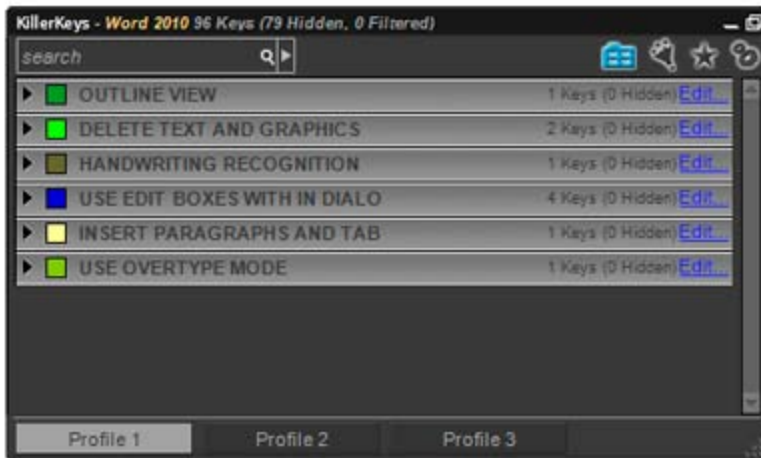 KillerKeys - Word 2010 96 Keys (79 Hidden, 0 Filtered)
search
OUTLINE VIEW 1 Keys (0 Hidden) Edit...
DELETE TEXT AND GRAPHICS 2 Keys (0 Hidden) Edit...
HANDWRITING RECOGNITION 1 Keys (0 Hidden) Edit...
USE EDIT BOXES WITH IN DIALO 4 Keys (0 Hidden) Edit...
INSERT PARAGRAPHS AND TAB 1 Keys (0 Hidden) Edit...
USE OVERTYPE MODE 1 Keys (0 Hidden) Edit...
Profile 1 Profile 2 Profile 3